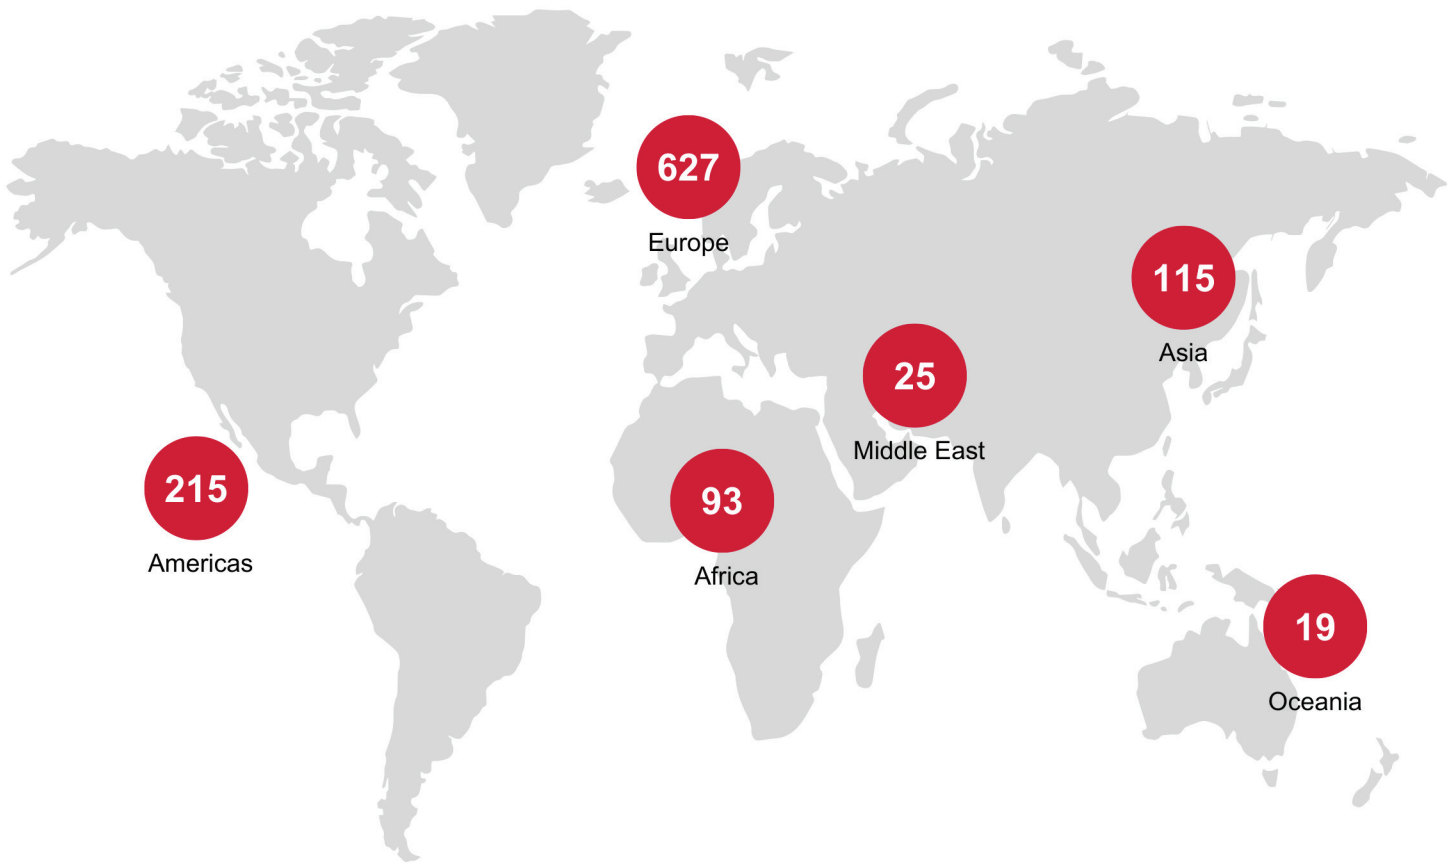 627
Europe
115
Asia
25
Middle East
215
Americas
93
Africa
19
Oceania